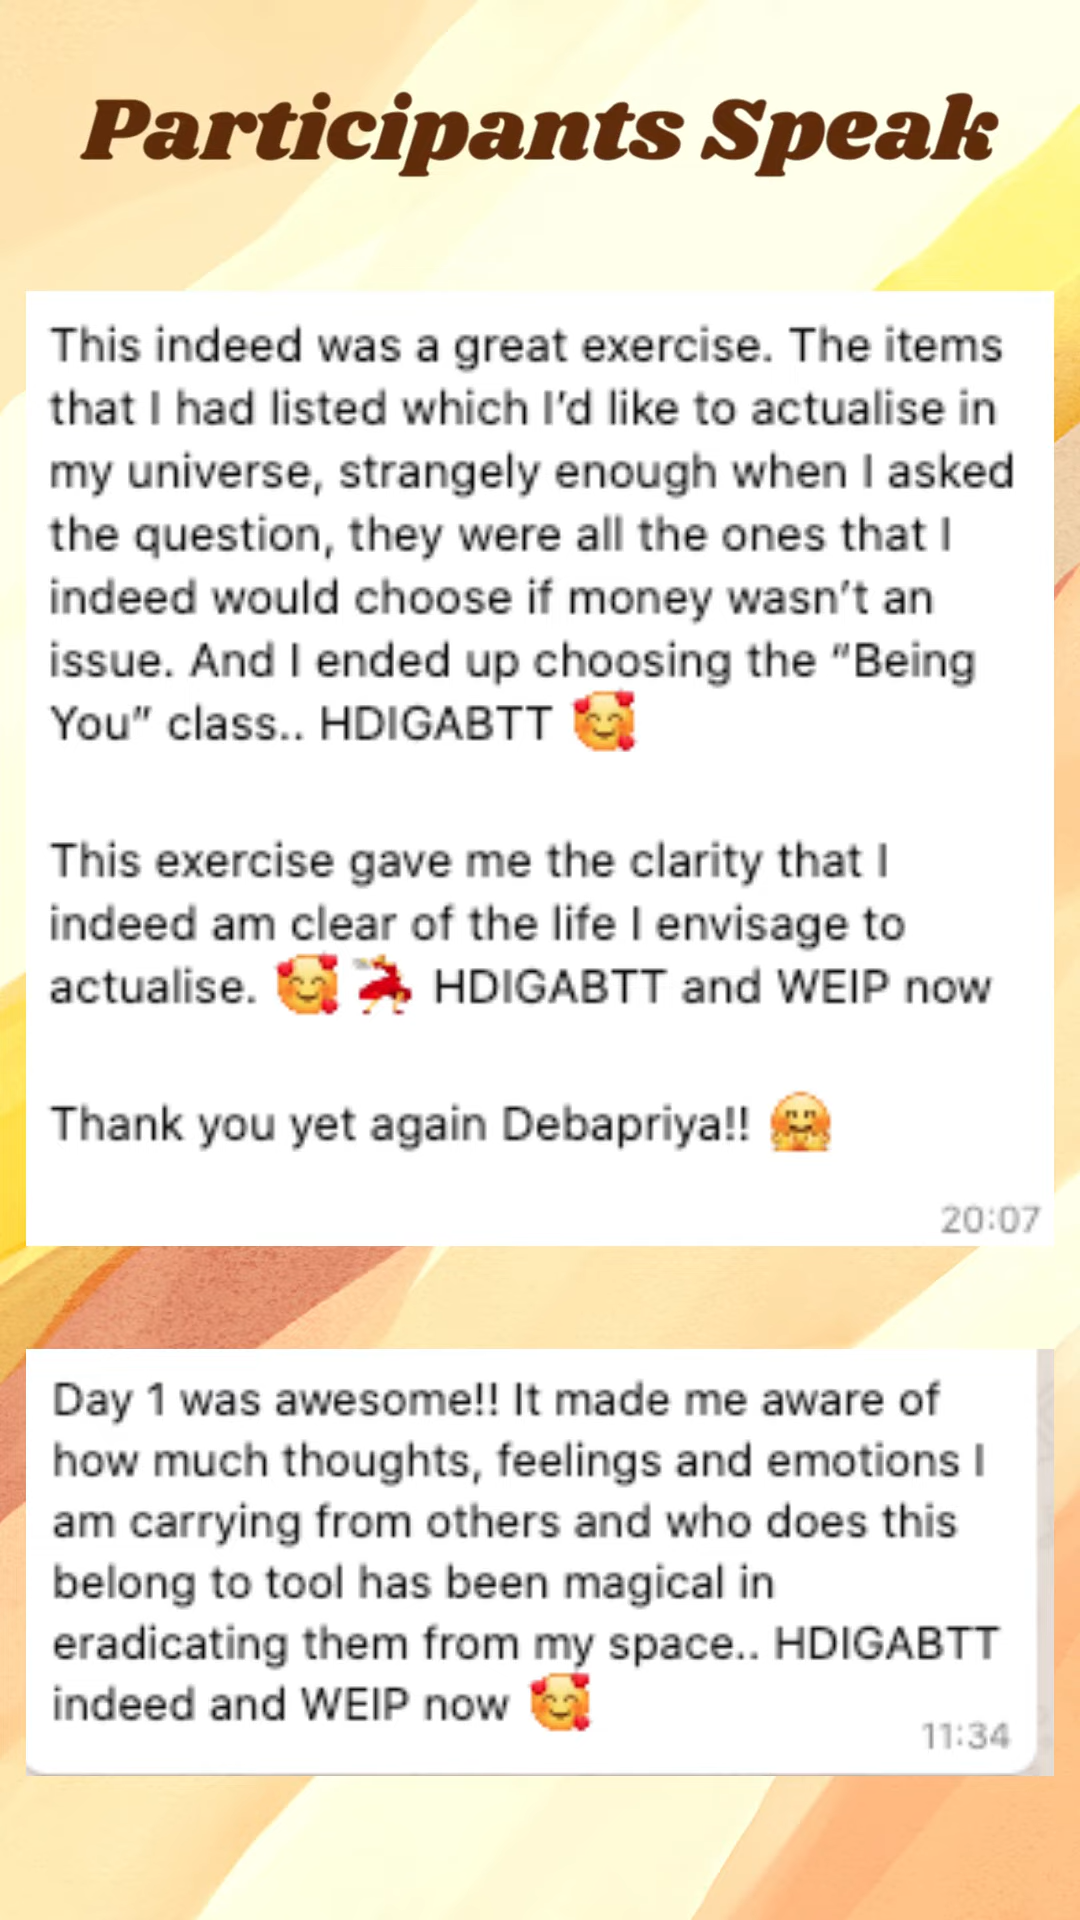 Participants Speak
This indeed was a great exercise. The items
that I had listed which I’d like to actualise in
my universe, strangely enough when I asked
the question, they were all the ones that I
indeed would choose if money wasn’t an
issue. And I ended up choosing the “Being
You” class.. HDIGABTT 🥰
This exercise gave me the clarity that I
indeed am clear of the life I envisage to
actualise. 🥰💃 HDIGABTT and WEIP now
Thank you yet again Debapriya!! 🤗
20:07
Day 1 was awesome!! It made me aware of
how much thoughts, feelings and emotions I
am carrying from others and who does this
belong to tool has been magical in
eradicating them from my space.. HDIGABTT
indeed and WEIP now 🥰
11:34